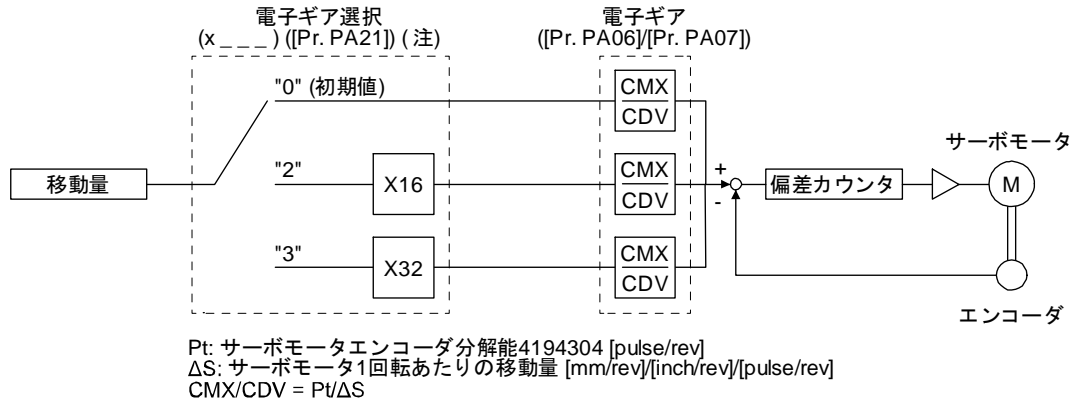 電子ギア選択
(x _ _ _ ) ([Pr. PA21]) (注)
電子ギア
([Pr. PA06]/[Pr. PA07])
"0" (初期値)
CMX
CDV
サーボモータ
移動量
"2"
X16
CMX
CDV
+
-
偏差カウンタ
M
"3"
X32
CMX
CDV
エンコーダ
Pt: サーボモータエンコーダ分解能4194304 [pulse/rev]
ΔS: サーボモータ1回転あたりの移動量 [mm/rev]/[inch/rev]/[pulse/rev]
CMX/CDV = Pt/ΔS